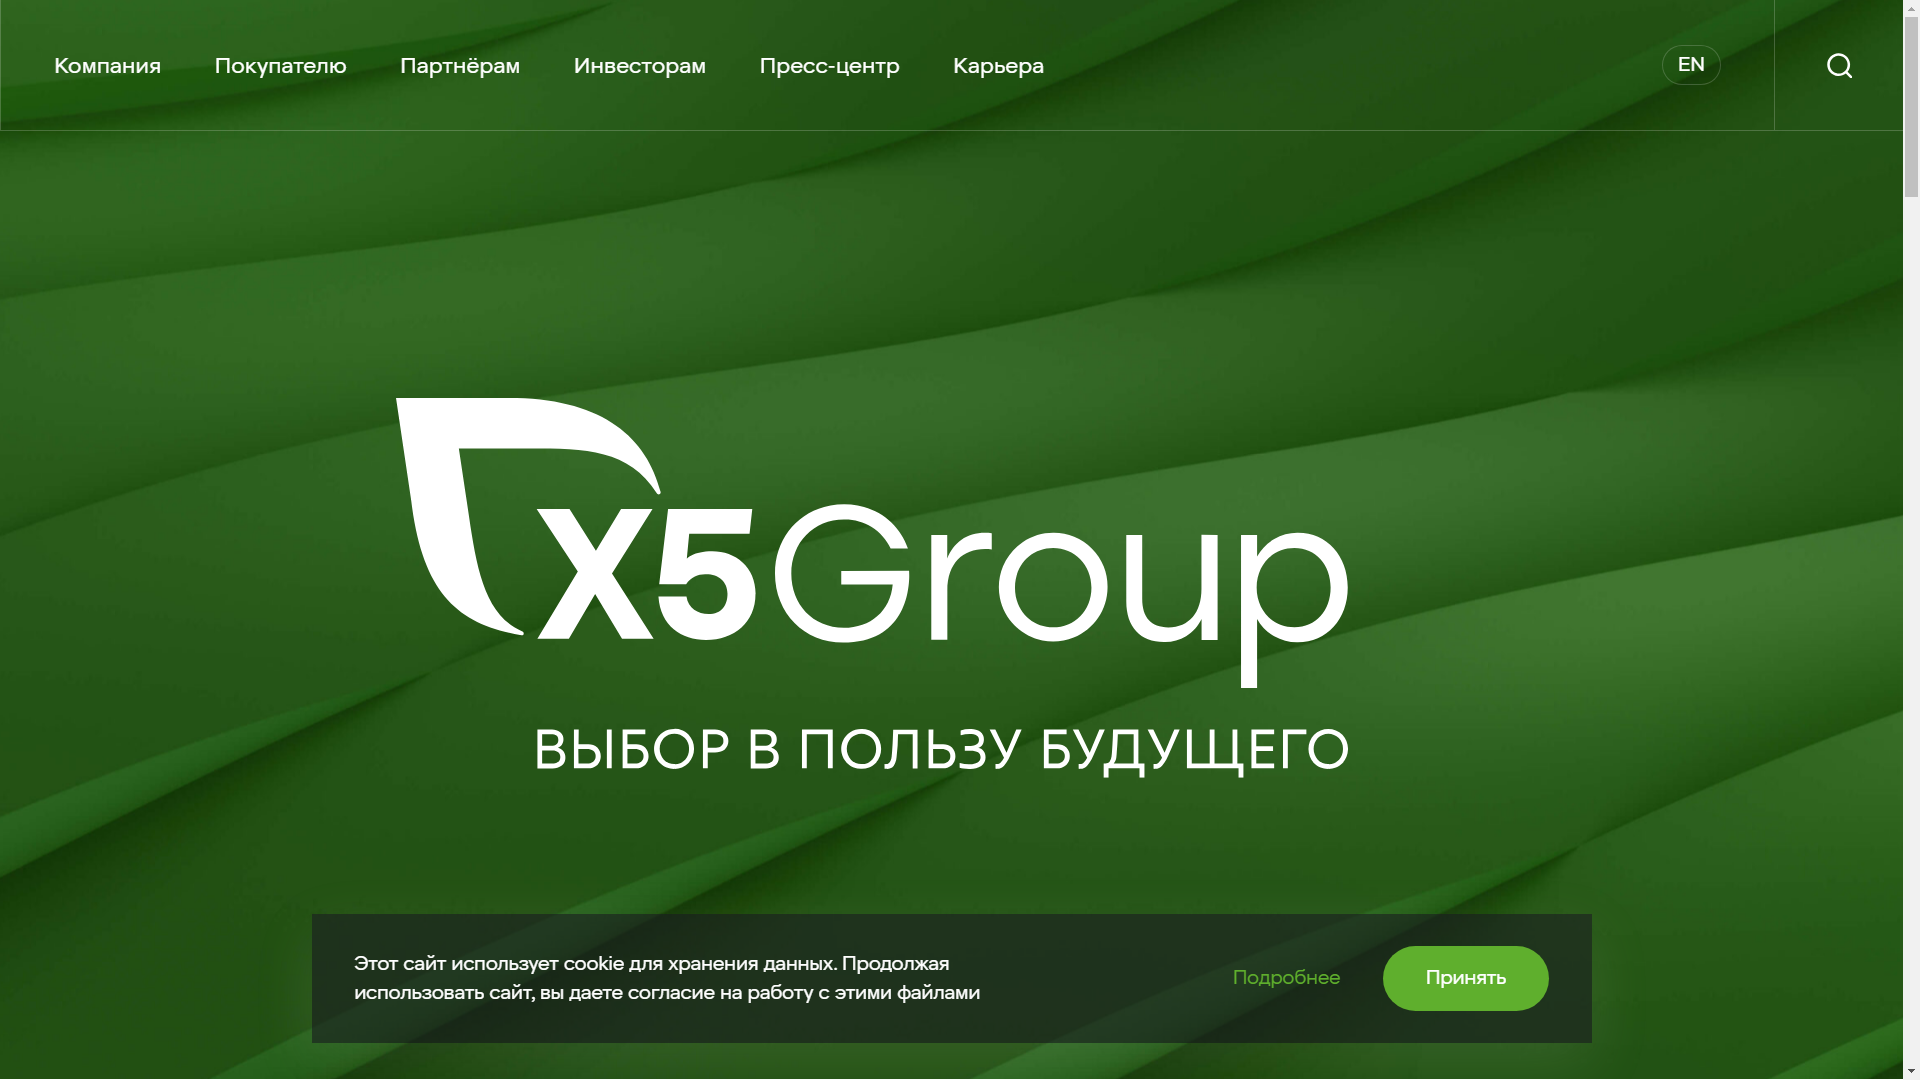 Компания Покупателю Партнёрам Инвесторам Пресс-центр Карьера EN
x5Group
ВЫБОР В ПОЛЬЗУ БУДУЩЕГО
Этот сайт использует cookie для хранения данных. Продолжая
использовать сайт, вы даете согласие на работу с этими файлами
Подробнее
Принять